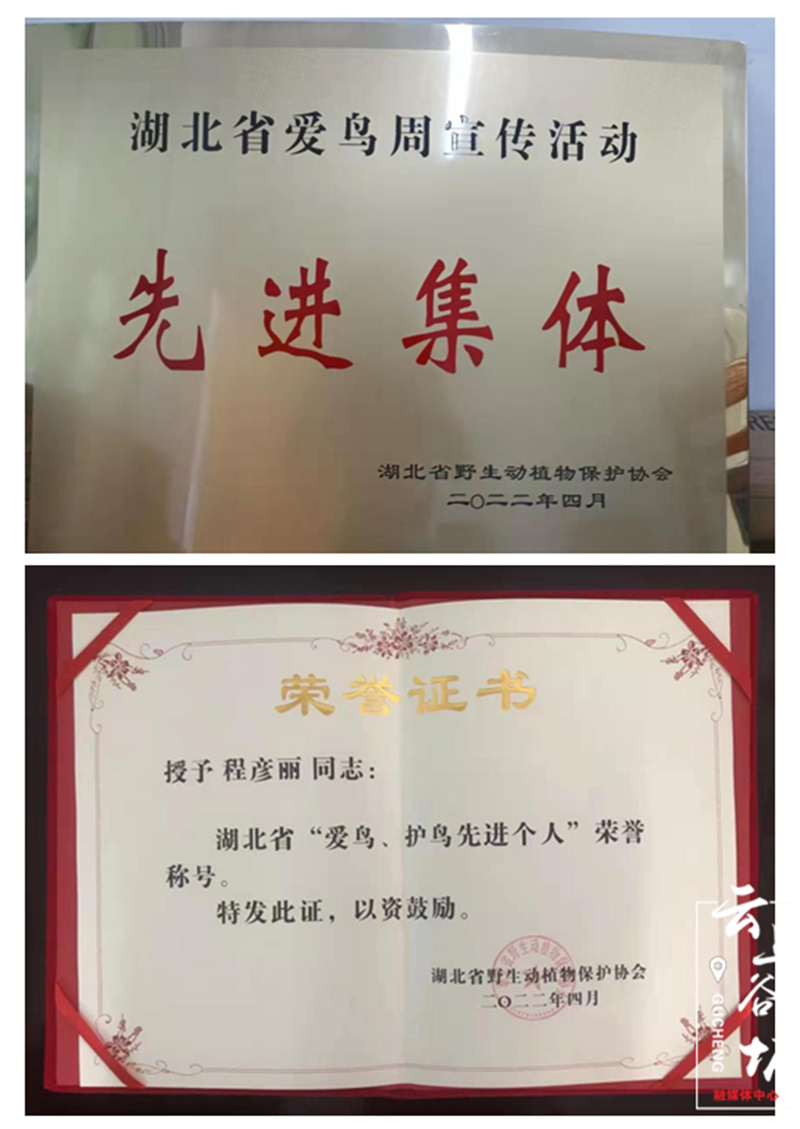 湖北省爱鸟周宣传活动
先进集体
湖北省野生动植物保护协会
二〇二二年四月
RE
荣誉证书
授予 程彦丽 同志：
湖北省“爱鸟、护鸟先进个人”荣誉
称号。
特发此证，以资鼓励。
湖北省野生动植物保护协会
二〇二二年四月
云上谷城
GUCHENG
融媒体中心